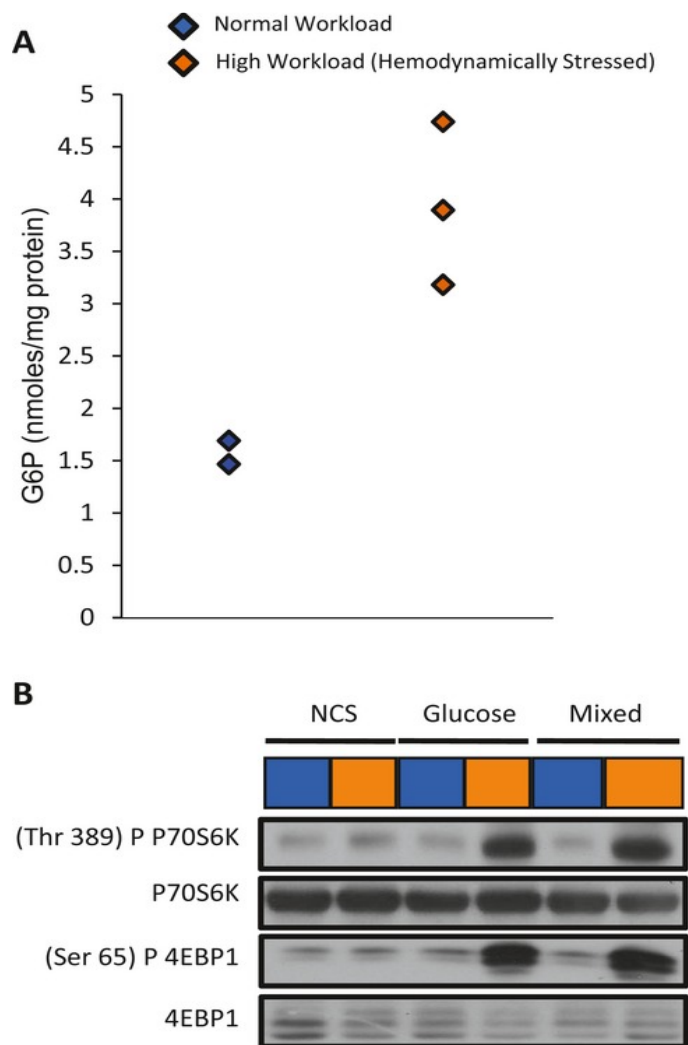 A
Normal Workload
High Workload (Hemodynamically Stressed)
G6P (nmoles/mg protein)
5
4.5
4
3.5
3
2.5
2
1.5
1
0.5
0
B
NCS Glucose Mixed
(Thr 389) P P70S6K
P70S6K
(Ser 65) P 4EBP1
4EBP1